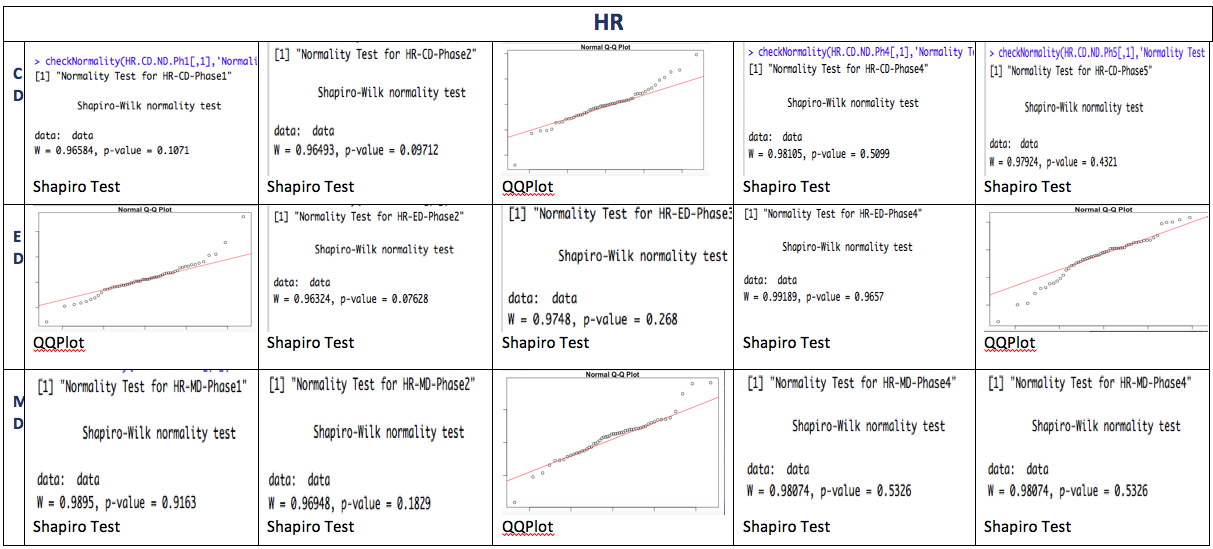 HR
C
D
> checkNormality(HR.CD.ND.Ph1[,1],'Normali
[1] "Normality Test for HR-CD-Phase1"
Shapiro-Wilk normality test
data: data
W = 0.96584, p-value = 0.1071
Shapiro Test
[1] "Normality Test for HR-CD-Phase2"
Shapiro-Wilk normality test
data: data
W = 0.96493, p-value = 0.09712
Shapiro Test
Normal Q-Q Plot
QQPlot
> checkNormality(HR.CD.ND.Ph4[,1],'Normality T
[1] "Normality Test for HR-CD-Phase4"
Shapiro-Wilk normality test
data: data
W = 0.98105, p-value = 0.5099
Shapiro Test
> checkNormality(HR.CD.ND.Ph5[,1],'Normality Test
[1] "Normality Test for HR-CD-Phase5"
Shapiro-Wilk normality test
data: data
W = 0.97924, p-value = 0.4321
Shapiro Test
E
D
Normal Q-Q Plot
QQPlot
[1] "Normality Test for HR-ED-Phase2"
Shapiro-Wilk normality test
data: data
W = 0.96324, p-value = 0.07628
Shapiro Test
[1] "Normality Test for HR-ED-Phase3
Shapiro-Wilk normality test
data: data
W = 0.9748, p-value = 0.268
Shapiro Test
[1] "Normality Test for HR-ED-Phase4"
Shapiro-Wilk normality test
data: data
W = 0.99189, p-value = 0.9657
Shapiro Test
Normal Q-Q Plot
QQPlot
M
D
[1] "Normality Test for HR-MD-Phase1"
Shapiro-Wilk normality test
data: data
W = 0.9895, p-value = 0.9163
Shapiro Test
[1] "Normality Test for HR-MD-Phase2"
Shapiro-Wilk normality test
data: data
W = 0.96948, p-value = 0.1829
Shapiro Test
Normal Q-Q Plot
QQPlot
[1] "Normality Test for HR-MD-Phase4"
Shapiro-Wilk normality test
data: data
W = 0.98074, p-value = 0.5326
Shapiro Test
[1] "Normality Test for HR-MD-Phase4"
Shapiro-Wilk normality test
data: data
W = 0.98074, p-value = 0.5326
Shapiro Test